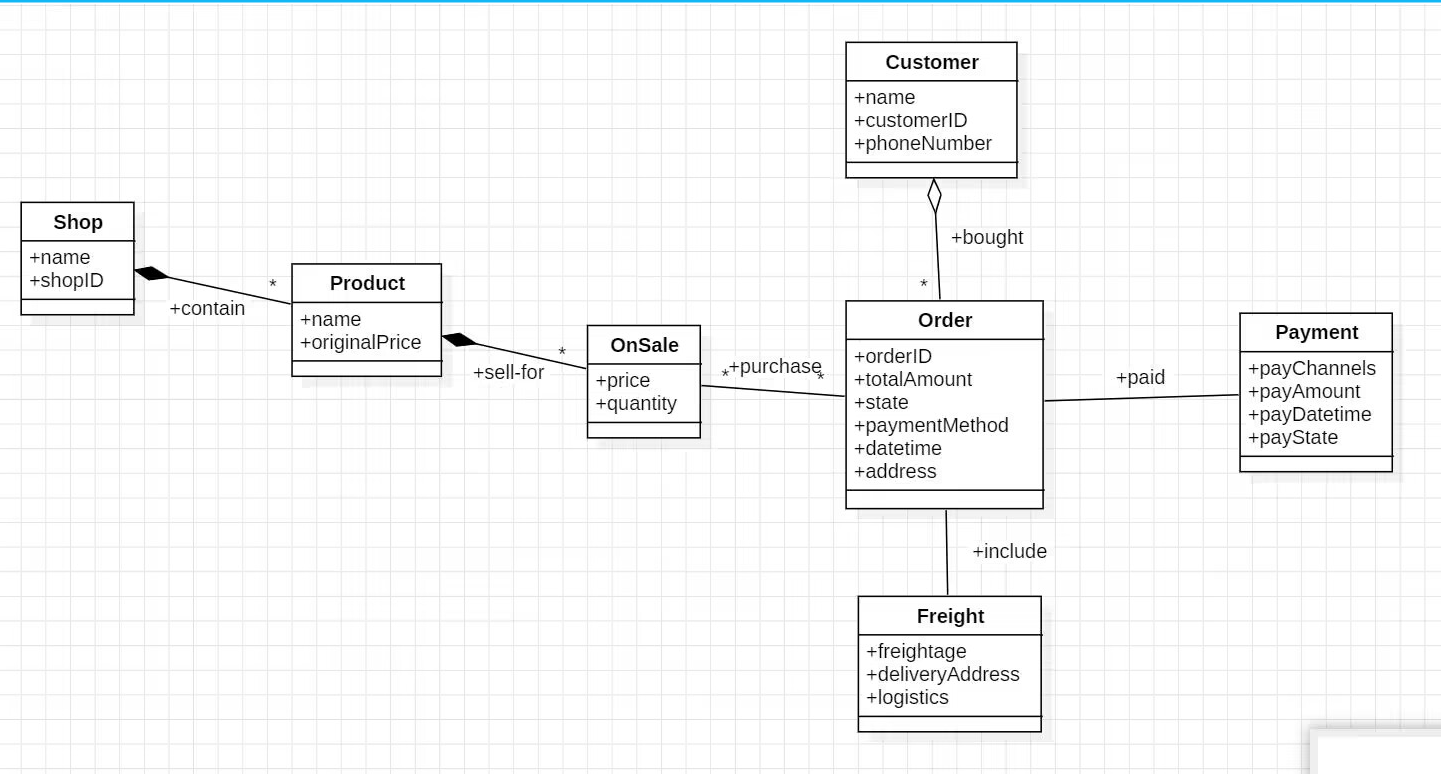 Customer
+name
+customerID
+phoneNumber
+bought
*
Shop
+name
+shopID
+contain
*
Product
+name
+originalPrice
+sell-for
*
OnSale
+price
+quantity
*
+purchase
*
Order
+orderID
+totalAmount
+state
+paymentMethod
+datetime
+address
+paid
Payment
+payChannels
+payAmount
+payDatetime
+payState
+include
Freight
+freightage
+deliveryAddress
+logistics